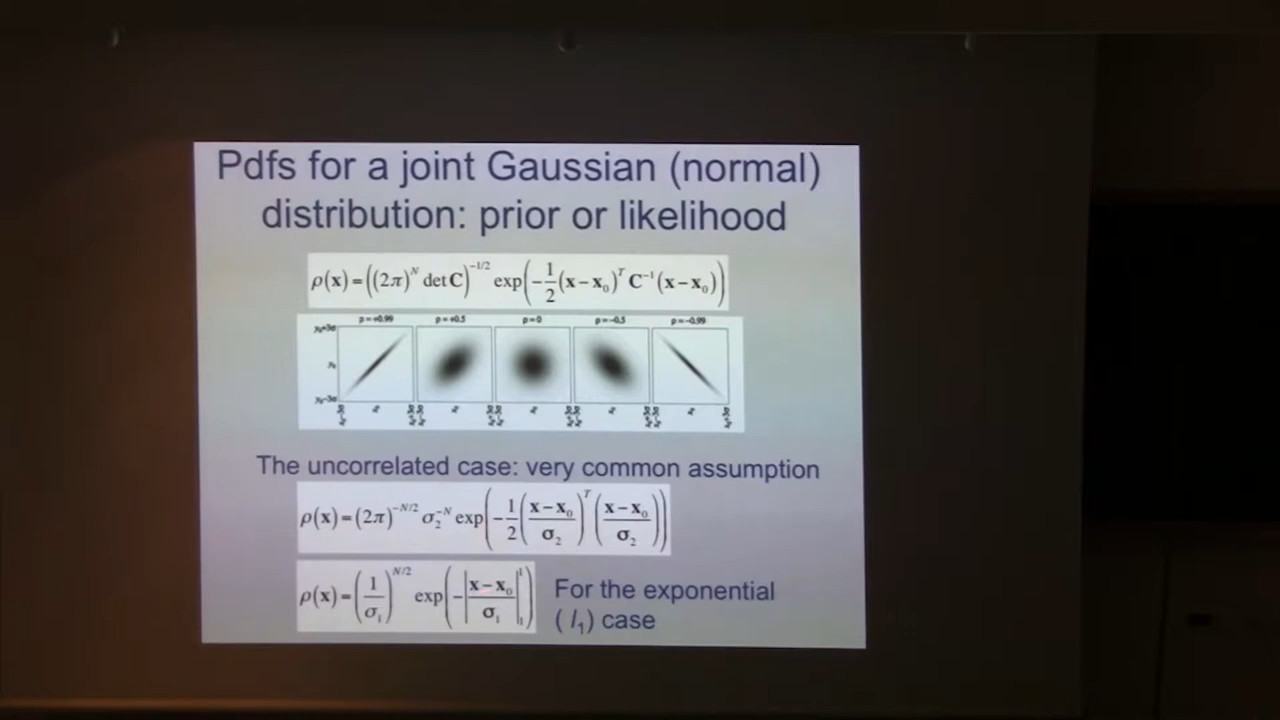 Pdfs for a joint Gaussian (normal)
distribution: prior or likelihood
ρ(x)=((2π)^N det C)^{-1/2} exp(-1/2 (x-x₀)^T C^{-1} (x-x₀))
ρ=+0.99 ρ=+0.5 ρ=0 ρ=-0.5 ρ=-0.99
The uncorrelated case: very common assumption
ρ(x)=(2π)^{-N/2} σ₂^{-N} exp(-1/2 ((x-x₀)/σ₂)^T ((x-x₀)/σ₂))
ρ(x)=(1/σ₁)^{N/2} exp(-|(x-x₀)/σ₁|₁^1)
For the exponential
( l₁) case